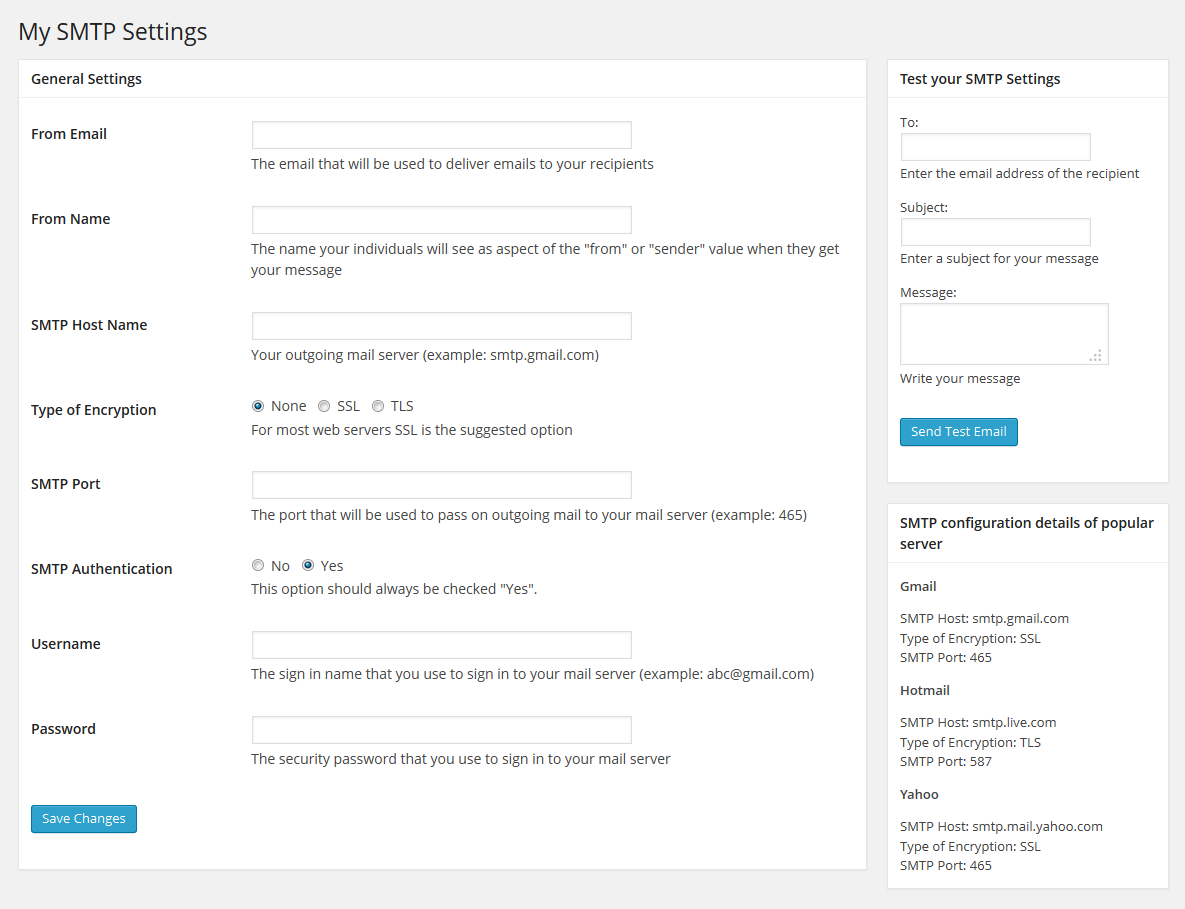 My SMTP Settings
General Settings
From Email
The email that will be used to deliver emails to your recipients
From Name
The name your individuals will see as aspect of the "from" or "sender" value when they get
your message
SMTP Host Name
Your outgoing mail server (example: smtp.gmail.com)
Type of Encryption
None SSL TLS
For most web servers SSL is the suggested option
SMTP Port
The port that will be used to pass on outgoing mail to your mail server (example: 465)
SMTP Authentication
No Yes
This option should always be checked "Yes".
Username
The sign in name that you use to sign in to your mail server (example: abc@gmail.com)
Password
The security password that you use to sign in to your mail server
Save Changes
Test your SMTP Settings
To:
Enter the email address of the recipient
Subject:
Enter a subject for your message
Message:
Write your message
Send Test Email
SMTP configuration details of popular
server
Gmail
SMTP Host: smtp.gmail.com
Type of Encryption: SSL
SMTP Port: 465
Hotmail
SMTP Host: smtp.live.com
Type of Encryption: TLS
SMTP Port: 587
Yahoo
SMTP Host: smtp.mail.yahoo.com
Type of Encryption: SSL
SMTP Port: 465